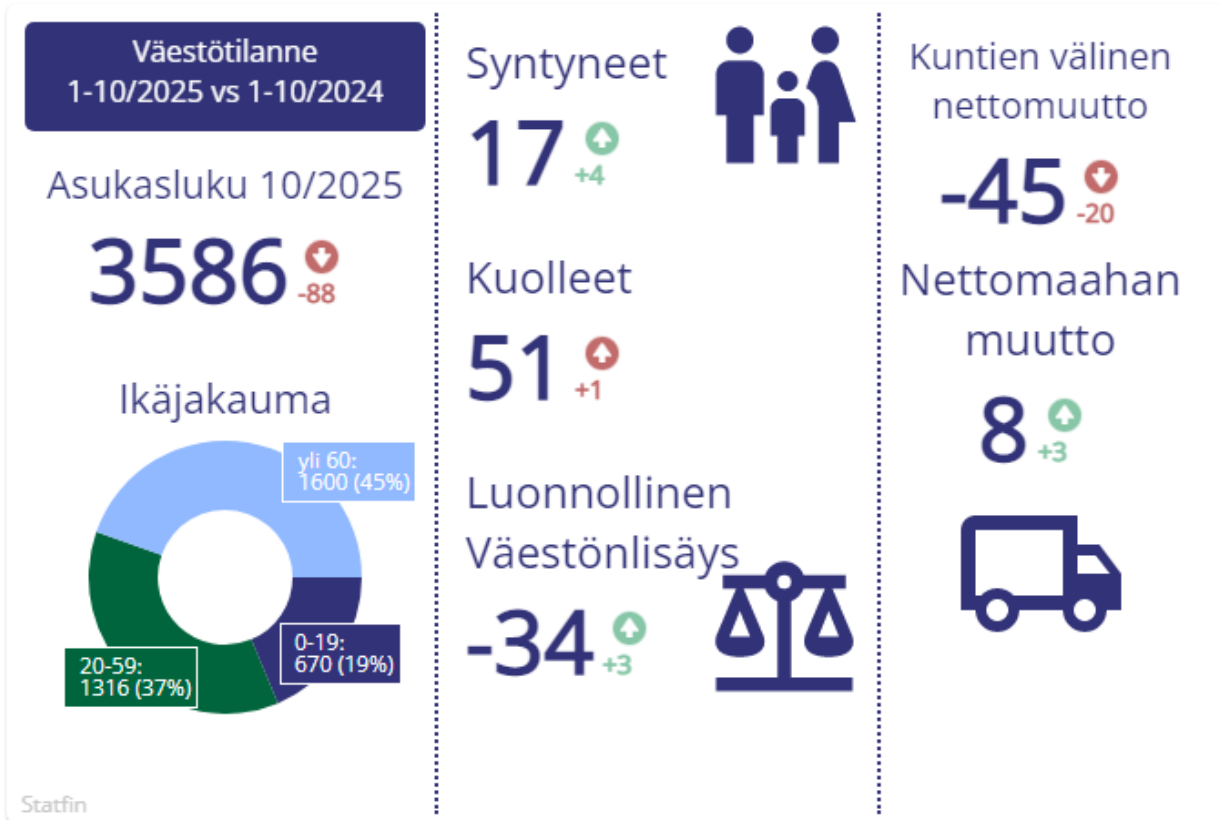 Väestötilanne
1-10/2025 vs 1-10/2024
Asukasluku 10/2025
3586
-88
Ikäjakauma
yli 60:
1600 (45%)
0-19:
670 (19%)
20-59:
1316 (37%)
Statfin
Syntyneet
17
+4
Kuolleet
51
+1
Luonnollinen
Väestönlisäys
-34
+3
Kuntien välinen
nettomuutto
-45
-20
Nettomaahan
muutto
8
+3